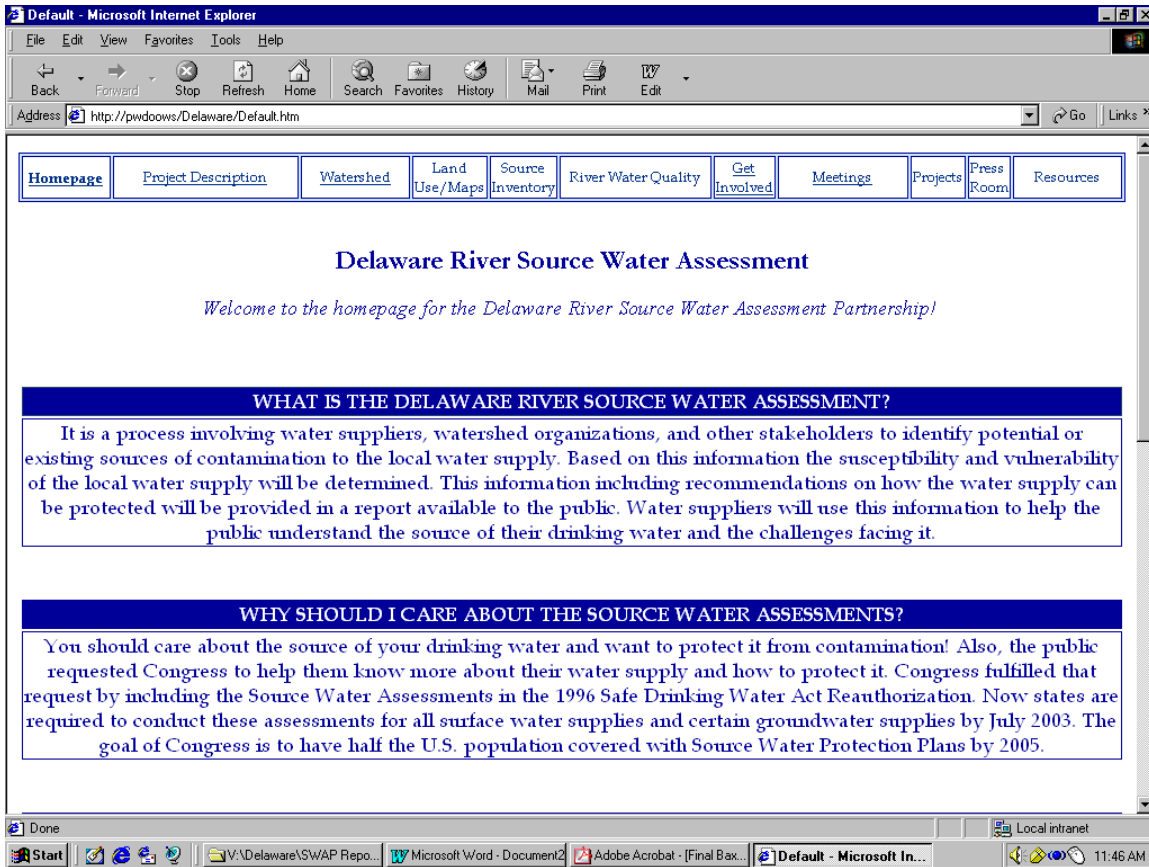 Default - Microsoft Internet Explorer
File Edit View Favorites Tools Help
Back Forward Stop Refresh Home Search Favorites History Mail Print Edit
Address http://pwdoows/Delaware/Default.htm Go Links »
Homepage Project Description Watershed Land Use/Maps Source Inventory River Water Quality Get Involved Meetings Projects Press Room Resources
Delaware River Source Water Assessment
Welcome to the homepage for the Delaware River Source Water Assessment Partnership!
WHAT IS THE DELAWARE RIVER SOURCE WATER ASSESSMENT?
It is a process involving water suppliers, watershed organizations, and other stakeholders to identify potential or
existing sources of contamination to the local water supply. Based on this information the susceptibility and vulnerability
of the local water supply will be determined. This information including recommendations on how the water supply can
be protected will be provided in a report available to the public. Water suppliers will use this information to help the
public understand the source of their drinking water and the challenges facing it.
WHY SHOULD I CARE ABOUT THE SOURCE WATER ASSESSMENTS?
You should care about the source of your drinking water and want to protect it from contamination! Also, the public
requested Congress to help them know more about their water supply and how to protect it. Congress fulfilled that
request by including the Source Water Assessments in the 1996 Safe Drinking Water Act Reauthorization. Now states are
required to conduct these assessments for all surface water supplies and certain groundwater supplies by July 2003. The
goal of Congress is to have half the U.S. population covered with Source Water Protection Plans by 2005.
Done Local intranet
Start V:\Delaware\SWAP Repo... Microsoft Word - Document2 Adobe Acrobat - [Final Bax... Default - Microsoft In... 11:46 AM